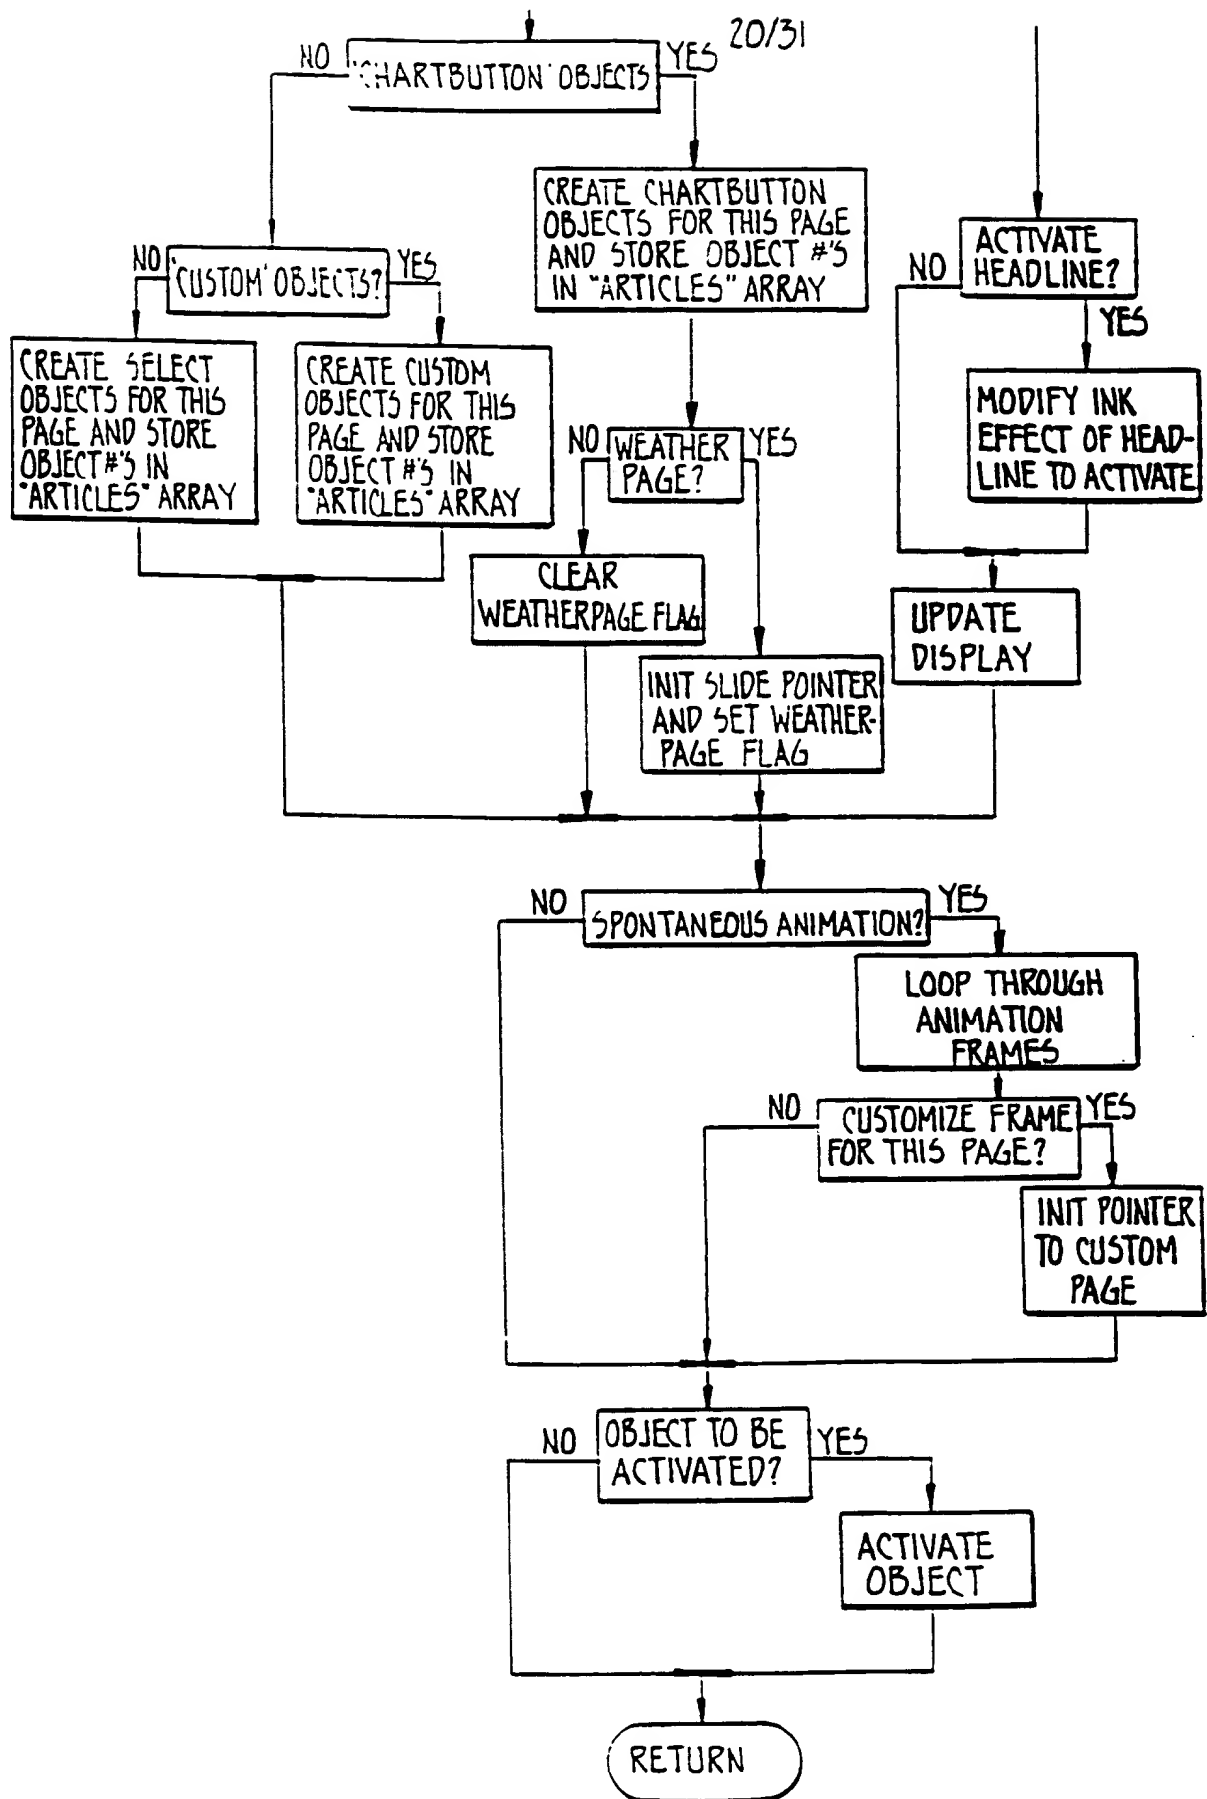 20/31
NO
YES
'CHARTBUTTON' OBJECTS
CREATE CHARTBUTTON
OBJECTS FOR THIS PAGE
AND STORE OBJECT #'S
IN "ARTICLES" ARRAY
NO
YES
'CUSTOM' OBJECTS?
CREATE SELECT
OBJECTS FOR THIS
PAGE AND STORE
OBJECT #'S IN
"ARTICLES" ARRAY
CREATE CUSTOM
OBJECTS FOR THIS
PAGE AND STORE
OBJECT #'S IN
"ARTICLES" ARRAY
NO
YES
WEATHER
PAGE?
CLEAR
WEATHERPAGE FLAG
INIT SLIDE POINTER
AND SET WEATHER-
PAGE FLAG
ACTIVATE
HEADLINE?
NO
YES
MODIFY INK
EFFECT OF HEAD-
LINE TO ACTIVATE
UPDATE
DISPLAY
NO
YES
SPONTANEOUS ANIMATION?
LOOP THROUGH
ANIMATION
FRAMES
NO
YES
CUSTOMIZE FRAME
FOR THIS PAGE?
INIT POINTER
TO CUSTOM
PAGE
NO
YES
OBJECT TO BE
ACTIVATED?
ACTIVATE
OBJECT
RETURN